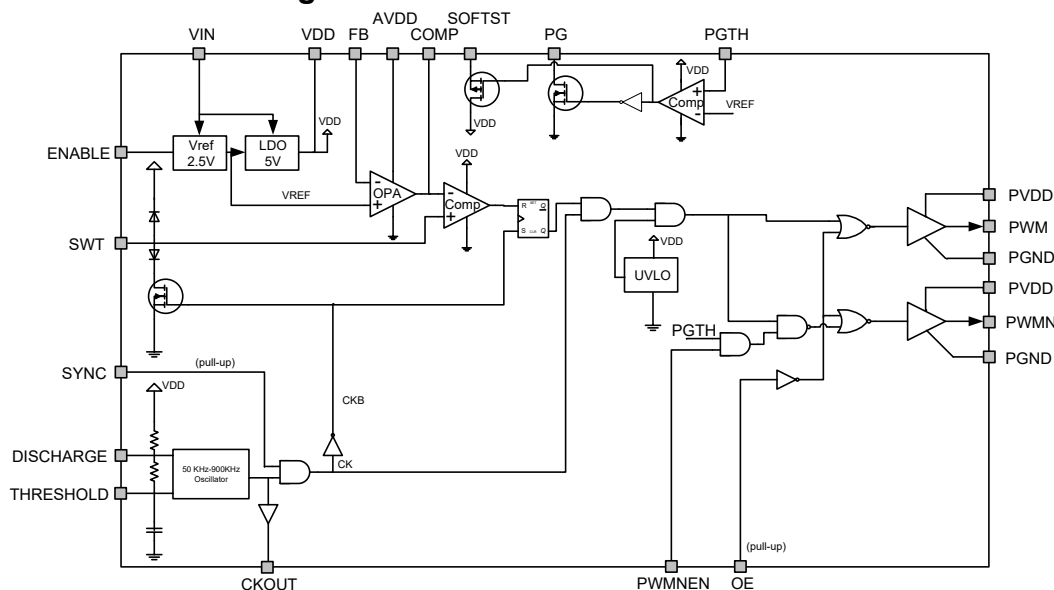 AVDD SOFTST
VIN VDD FB COMP PG PGTH
VDD
Comp
+
-
VREF
VDD
VDD
ENABLE
Vref
2.5V
LDO
5V
VREF
-
OPA
+
VDD
-
Comp
+
R SET Q
S CLR Q
PVDD
PWM
PGND
SWT
VDD
UVLO
PVDD
PWMN
PGND
PGTH
SYNC
(pull-up)
VDD
CKB
DISCHARGE
THRESHOLD
50 KHz-900KHz
Oscillator
CK
(pull-up)
CKOUT
PWMNEN OE